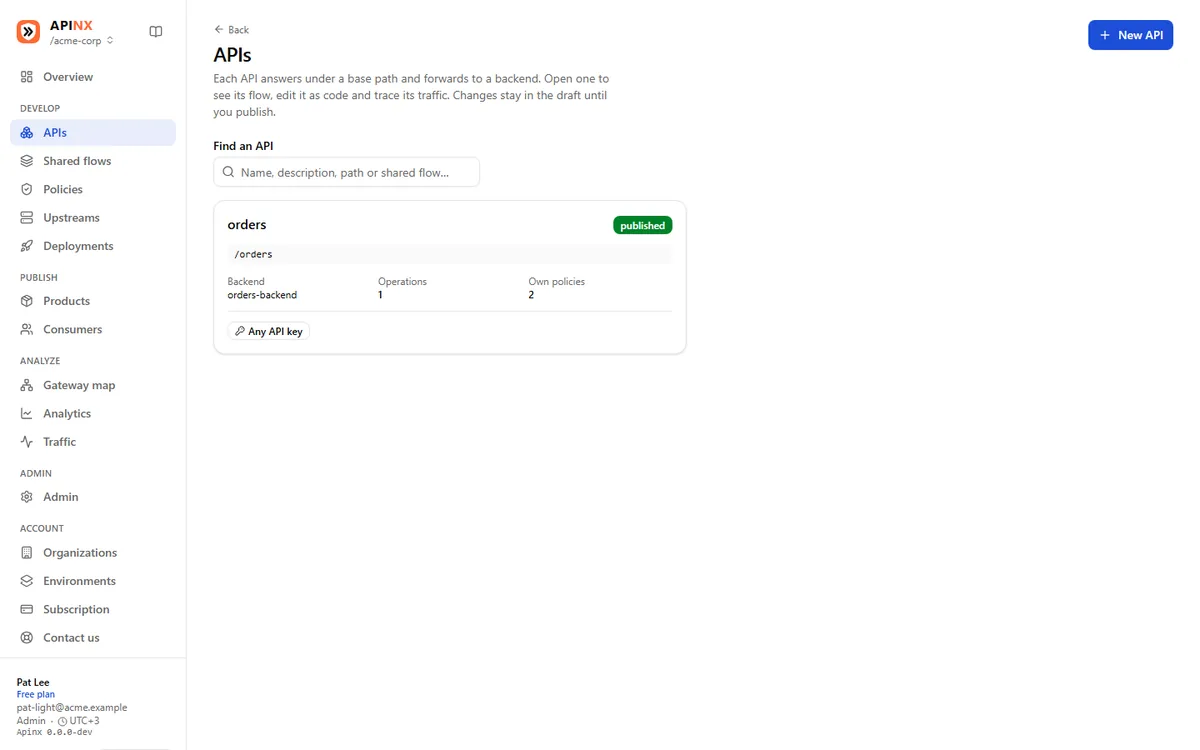 APINX
/acme-corp
Overview
DEVELOP
APIs
Shared flows
Policies
Upstreams
Deployments
PUBLISH
Products
Consumers
ANALYZE
Gateway map
Analytics
Traffic
ADMIN
Admin
ACCOUNT
Organizations
Environments
Subscription
Contact us
Pat Lee
Free plan
pat-light@acme.example
Admin · UTC+3
Apinx 0.0.0-dev
Back
APIs
Each API answers under a base path and forwards to a backend. Open one to
see its flow, edit it as code and trace its traffic. Changes stay in the draft until
you publish.
New API
Find an API
Name, description, path or shared flow...
orders
published
/orders
Backend Operations Own policies
orders-backend 1 2
Any API key